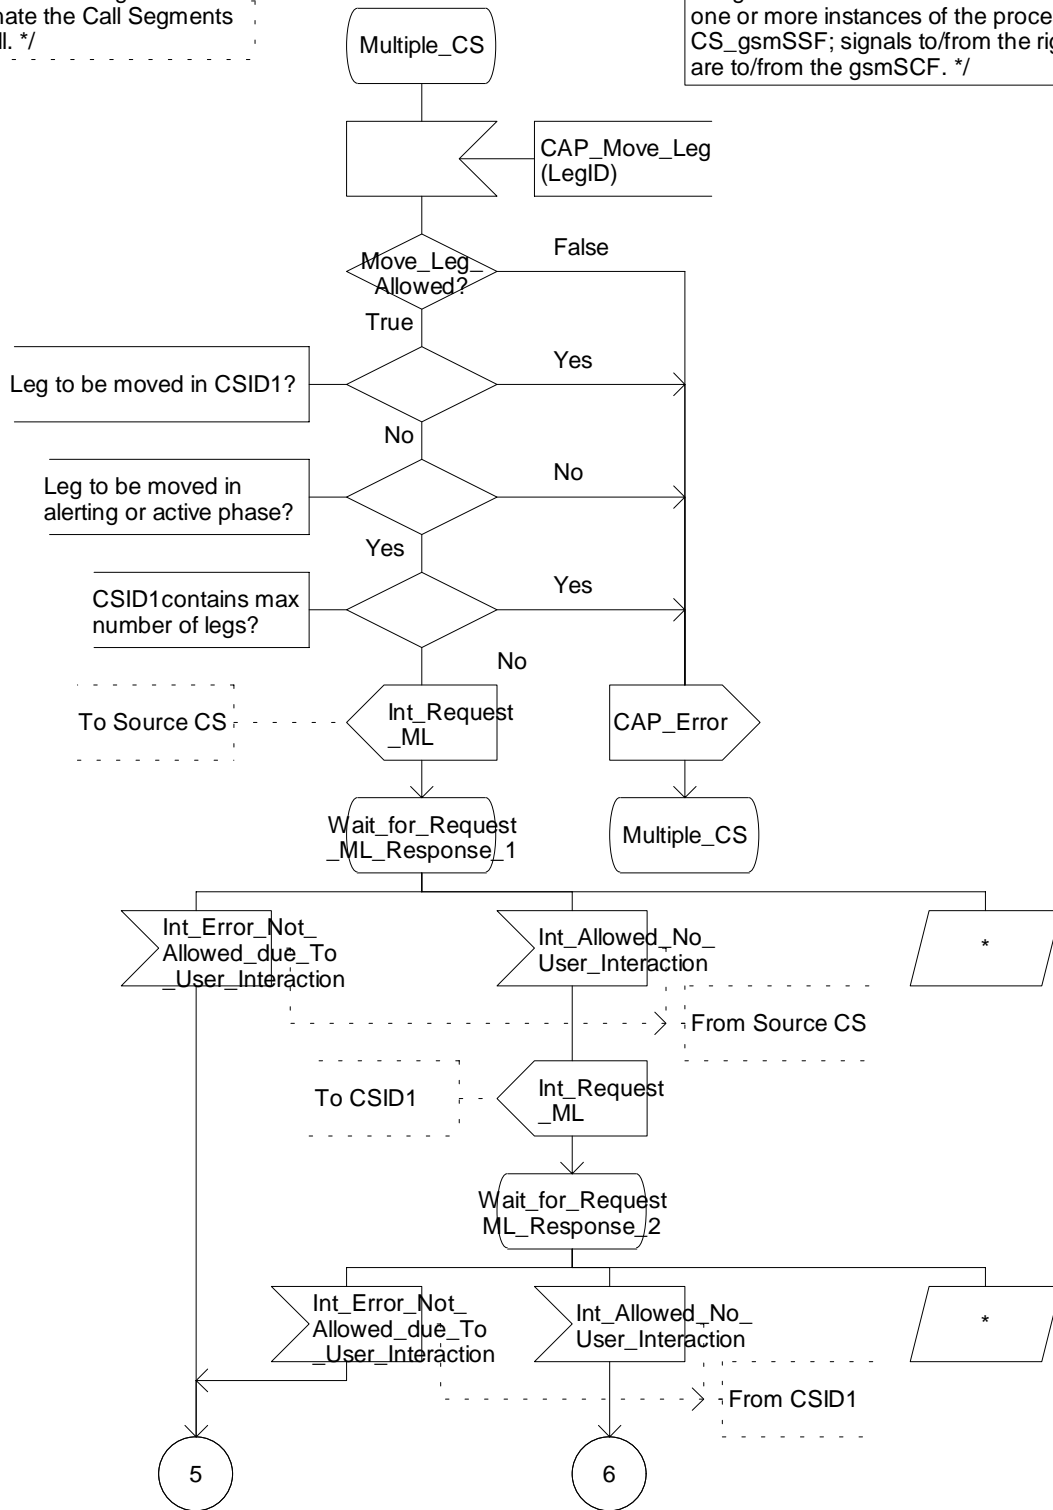 nate the Call Segments
ll. */
one or more instances of the proce
CS_gsmSSF; signals to/from the rig
are to/from the gsmSCF. */
Multiple_CS
CAP_Move_Leg
(LegID)
Move_Leg_
Allowed?
False
True
Leg to be moved in CSID1?
Yes
No
Leg to be moved in
alerting or active phase?
No
Yes
CSID1contains max
number of legs?
Yes
No
To Source CS
Int_Request
_ML
CAP_Error
Wait_for_Request
_ML_Response_1
Multiple_CS
Int_Error_Not_
Allowed_due_To
_User_Interaction
Int_Allowed_No_
User_Interaction
*
From Source CS
To CSID1
Int_Request
_ML
Wait_for_Request
ML_Response_2
Int_Error_Not_
Allowed_due_To
_User_Interaction
Int_Allowed_No_
User_Interaction
*
From CSID1
5
6